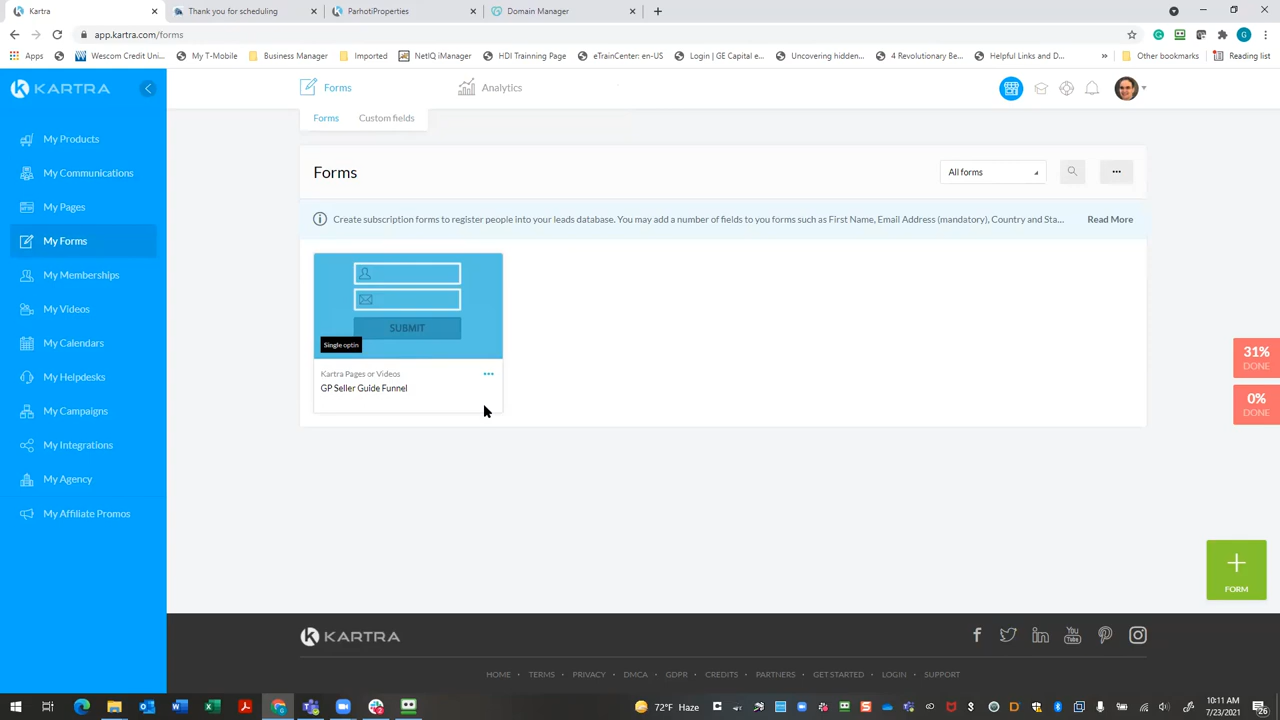 Kartra
Thank you for scheduling
ParhotiProperties
Domain Manager
app.kartra.com/forms
G
Apps
Wescom Unified Con...
My T-Mobile
Business Manager
Imported
NetIQ iManager
HDI Training Page
eTrainCenter: en-US
Login | GE Capital e...
Uncovering hidden...
4 Revolutionary Be...
Helpful Links and D...
»
Other bookmarks
Reading list
KARTRA
Forms
Analytics
Forms
Custom fields
My Products
My Communications
My Pages
My Forms
My Memberships
My Videos
My Calendars
My Helpdesks
My Campaigns
My Integrations
My Agency
My Affiliate Promos
Forms
All forms
Create subscription forms to register people into your leads database. You may add a number of fields to you forms such as First Name, Email Address (mandatory), Country and Sta...
Read More
SUBMIT
Single optin
Kartra Pages or Videos
GP Seller Guide Funnel
31%
DONE
0%
DONE
FORM
KARTRA
HOME · TERMS · PRIVACY · DMCA · GDPR · CREDITS · PARTNERS · GET STARTED · LOGIN · SUPPORT
72°F Haze
10:11 AM
7/23/2021
26